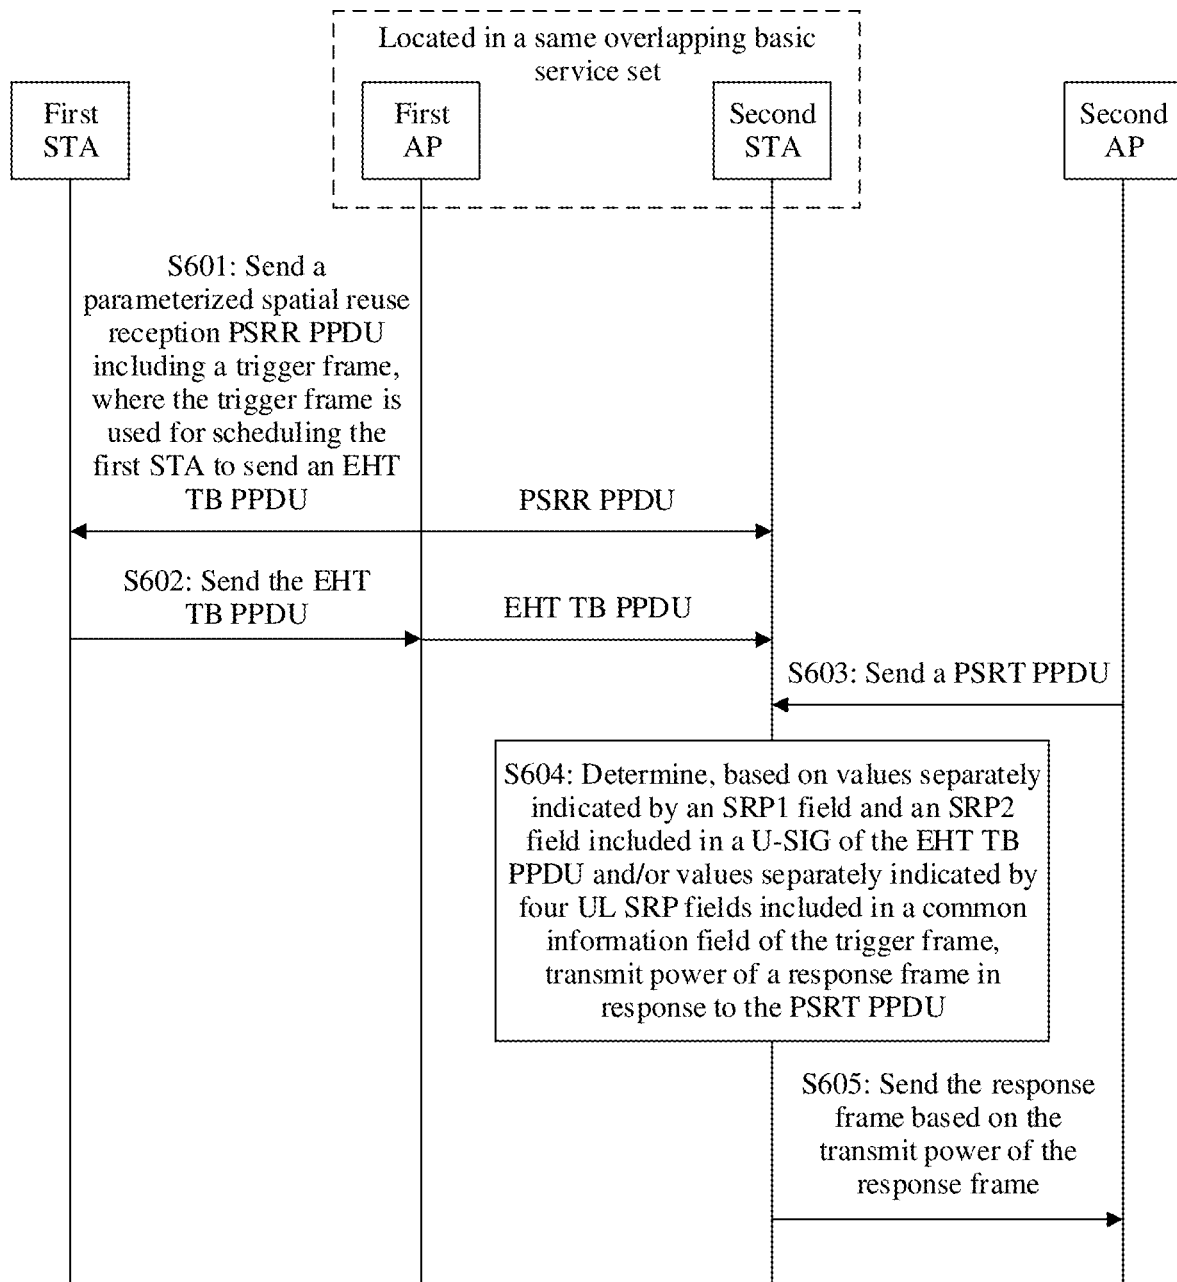 Located in a same overlapping basic
service set
First
STA
First
AP
Second
STA
Second
AP
S601: Send a
parameterized spatial reuse
reception PSRR PPDU
including a trigger frame,
where the trigger frame is
used for scheduling the
first STA to send an EHT
TB PPDU
PSRR PPDU
S602: Send the EHT
TB PPDU
EHT TB PPDU
S603: Send a PSRT PPDU
S604: Determine, based on values separately
indicated by an SRP1 field and an SRP2
field included in a U-SIG of the EHT TB
PPDU and/or values separately indicated by
four UL SRP fields included in a common
information field of the trigger frame,
transmit power of a response frame in
response to the PSRT PPDU
S605: Send the response
frame based on the
transmit power of the
response frame